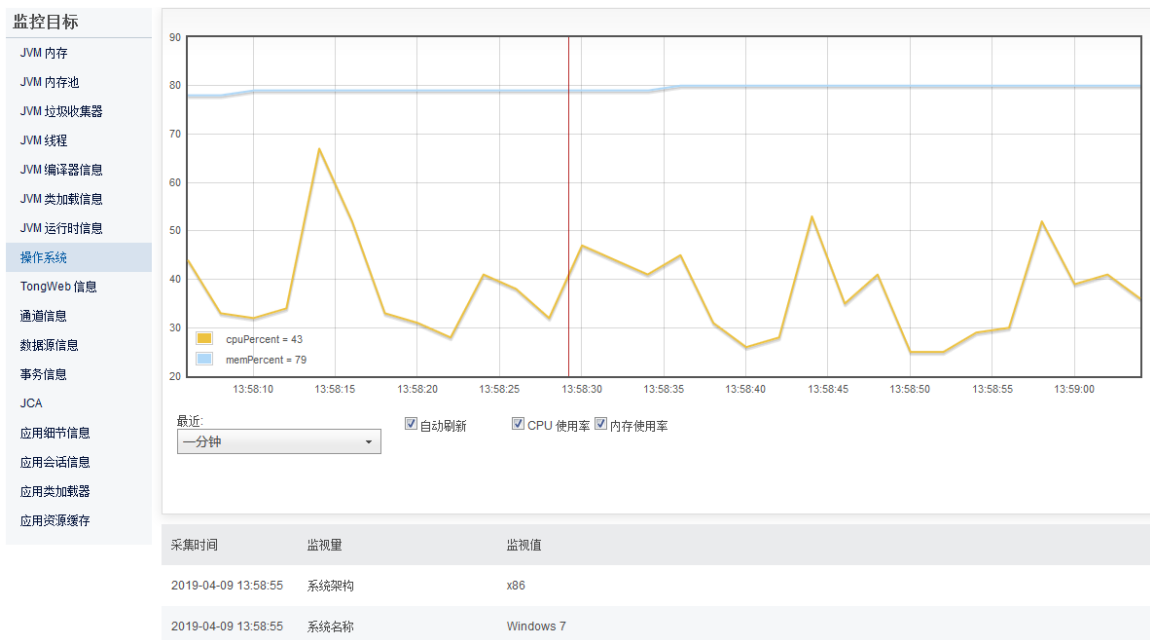 监控目标
JVM 内存
JVM 内存池
JVM 垃圾收集器
JVM 线程
JVM 编译器信息
JVM 类加载信息
JVM 运行时信息
操作系统
TongWeb 信息
通道信息
数据源信息
事务信息
JCA
应用细节信息
应用会话信息
应用类加载器
应用资源缓存
90
80
70
60
50
40
30
20
cpuPercent = 43
memPercent = 79
13:58:10 13:58:15 13:58:20 13:58:25 13:58:30 13:58:35 13:58:40 13:58:45 13:58:50 13:58:55 13:59:00
最近:
一分钟
自动刷新 CPU 使用率 内存使用率
采集时间 监视量 监视值
2019-04-09 13:58:55 系统架构 x86
2019-04-09 13:58:55 系统名称 Windows 7